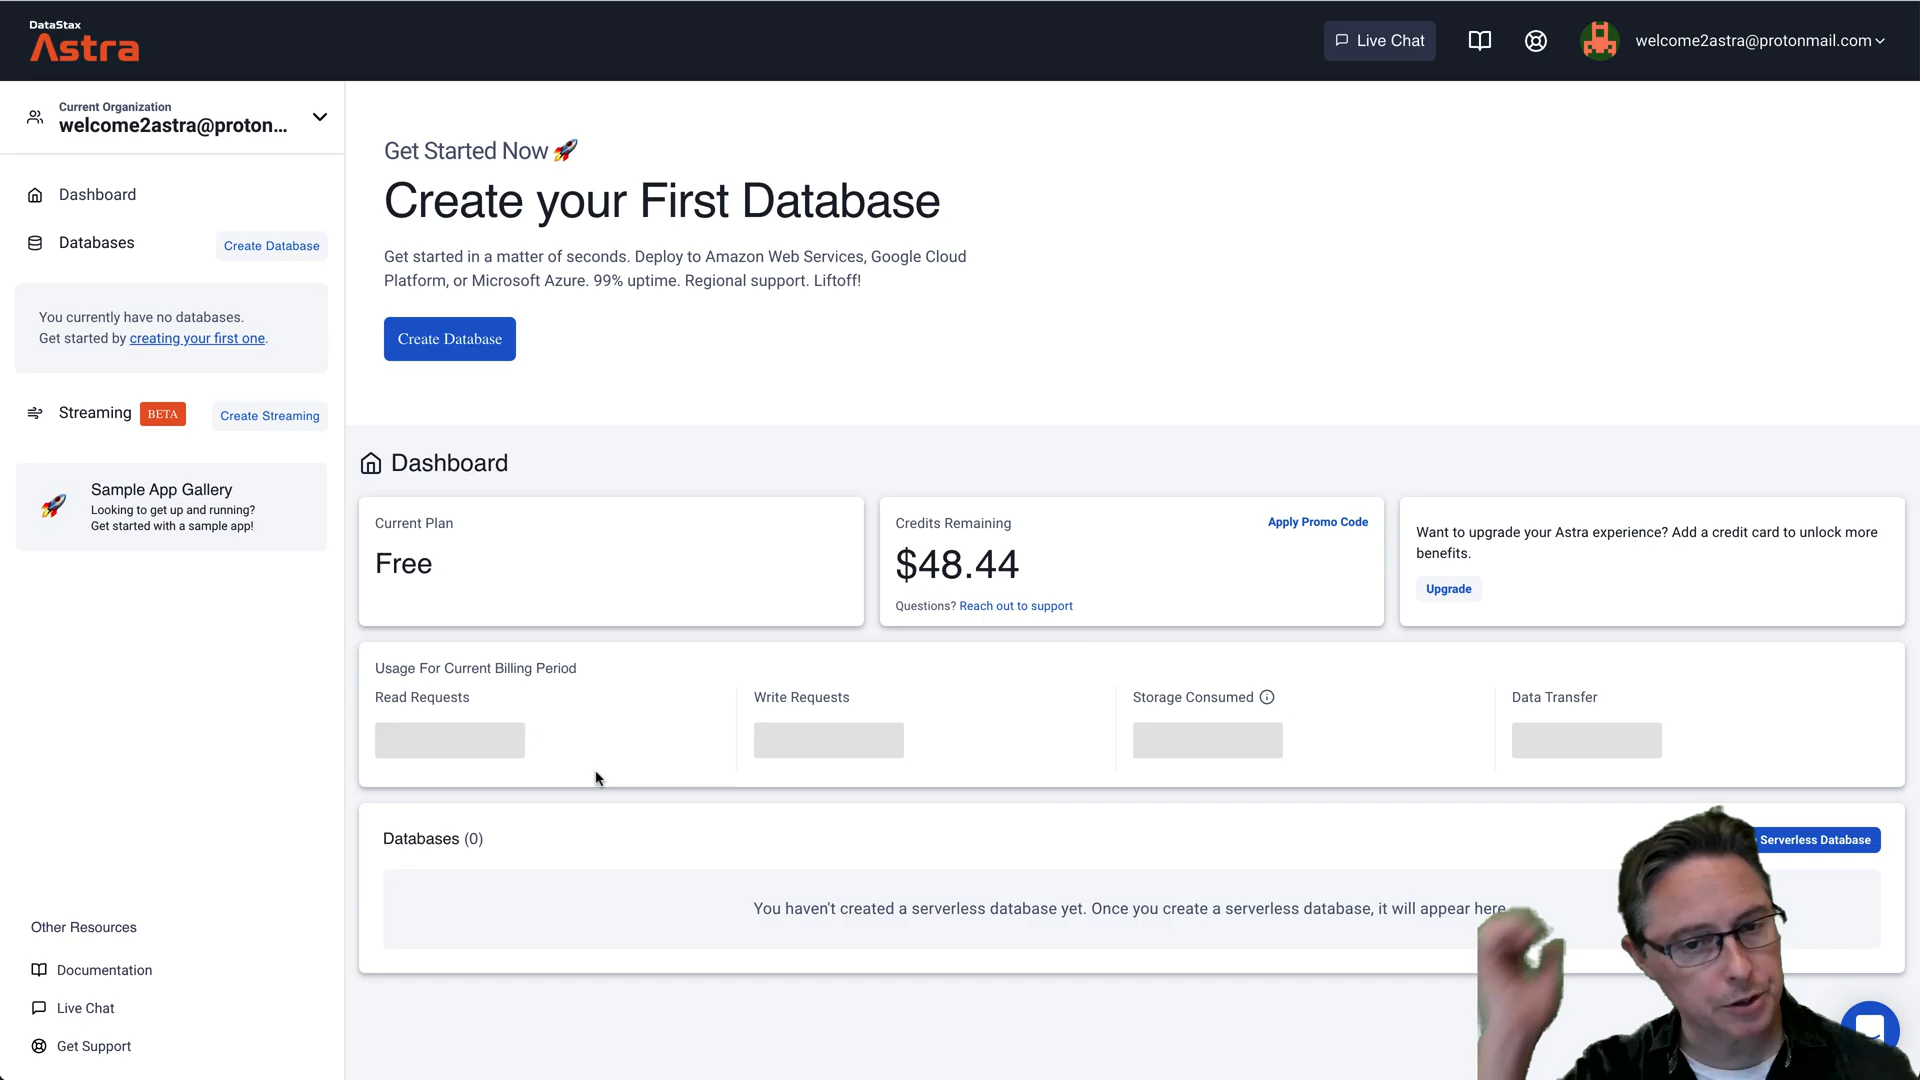 DataStax
Astra
Live Chat
welcome2astra@protonmail.com
Current Organization
welcome2astra@proton...
Dashboard
Databases
Create Database
You currently have no databases.
Get started by creating your first one.
Streaming
BETA
Create Streaming
Sample App Gallery
Looking to get up and running?
Get started with a sample app!
Other Resources
Documentation
Live Chat
Get Support
Get Started Now
Create your First Database
Get started in a matter of seconds. Deploy to Amazon Web Services, Google Cloud
Platform, or Microsoft Azure. 99% uptime. Regional support. Liftoff!
Create Database
Dashboard
Current Plan
Free
Credits Remaining
Apply Promo Code
$48.44
Questions? Reach out to support
Want to upgrade your Astra experience? Add a credit card to unlock more
benefits.
Upgrade
Usage For Current Billing Period
Read Requests
Write Requests
Storage Consumed
Data Transfer
Databases (0)
Serverless Database
You haven't created a serverless database yet. Once you create a serverless database, it will appear here